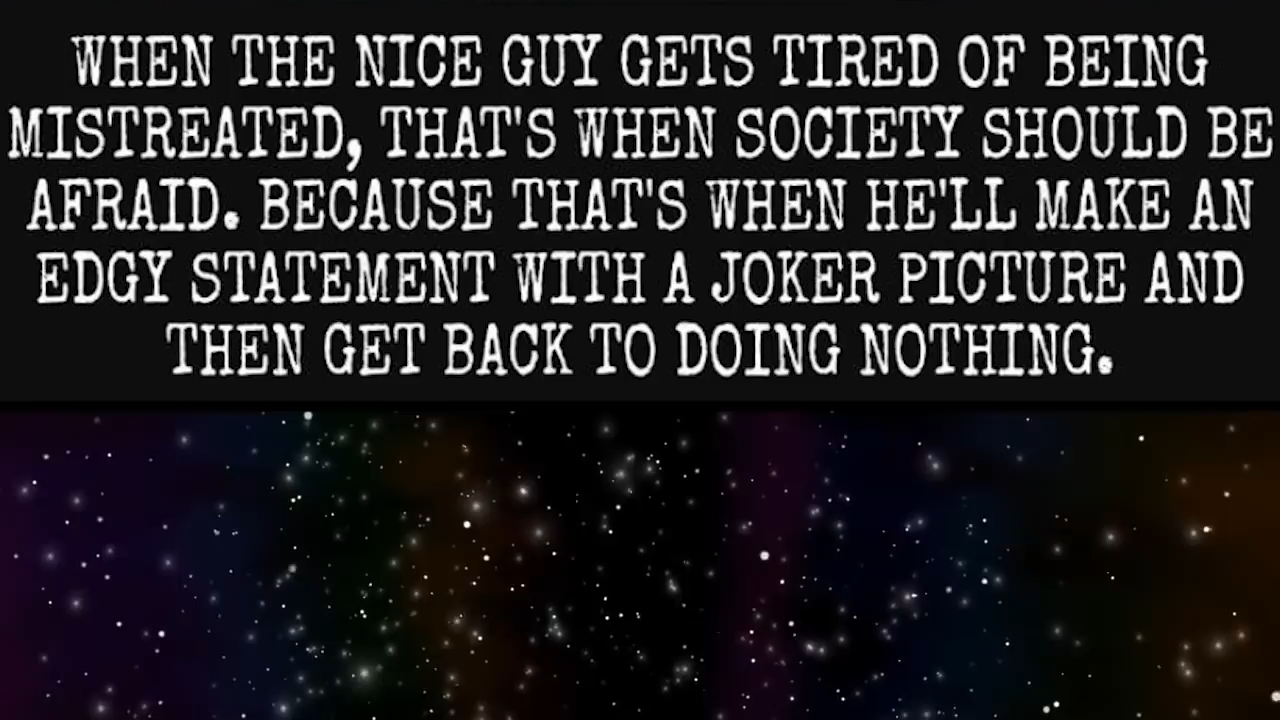 WHEN THE NICE GUY GETS TIRED OF BEING
MISTREATED, THAT'S WHEN SOCIETY SHOULD BE
AFRAID. BECAUSE THAT'S WHEN HE'LL MAKE AN
EDGY STATEMENT WITH A JOKER PICTURE AND
THEN GET BACK TO DOING NOTHING.